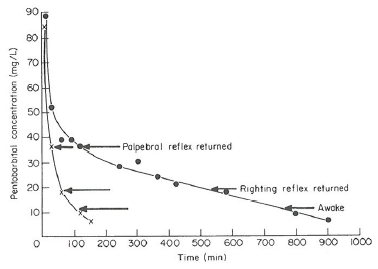 90
80
70
60
50
40
30
20
10
0
Pentobarbital concentration (mg/L)
Palpebral reflex returned
Righting reflex returned
Awake
100 200 300 400 500 600 700 800 900 1000
Time (min)